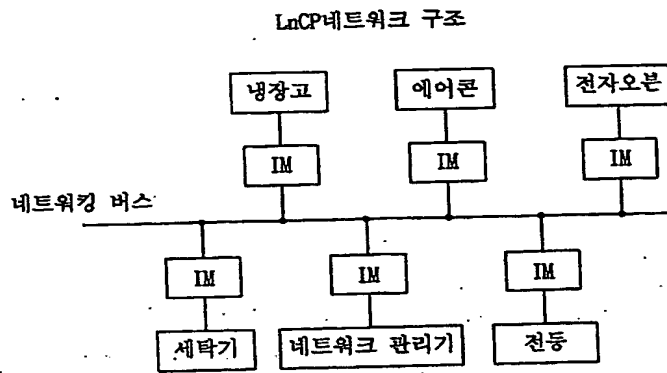 LnCP네트워크 구조
냉장고 에어콘 전자오븐
IM IM IM
네트워킹 버스
IM IM IM
세탁기 네트워크 관리기 전등